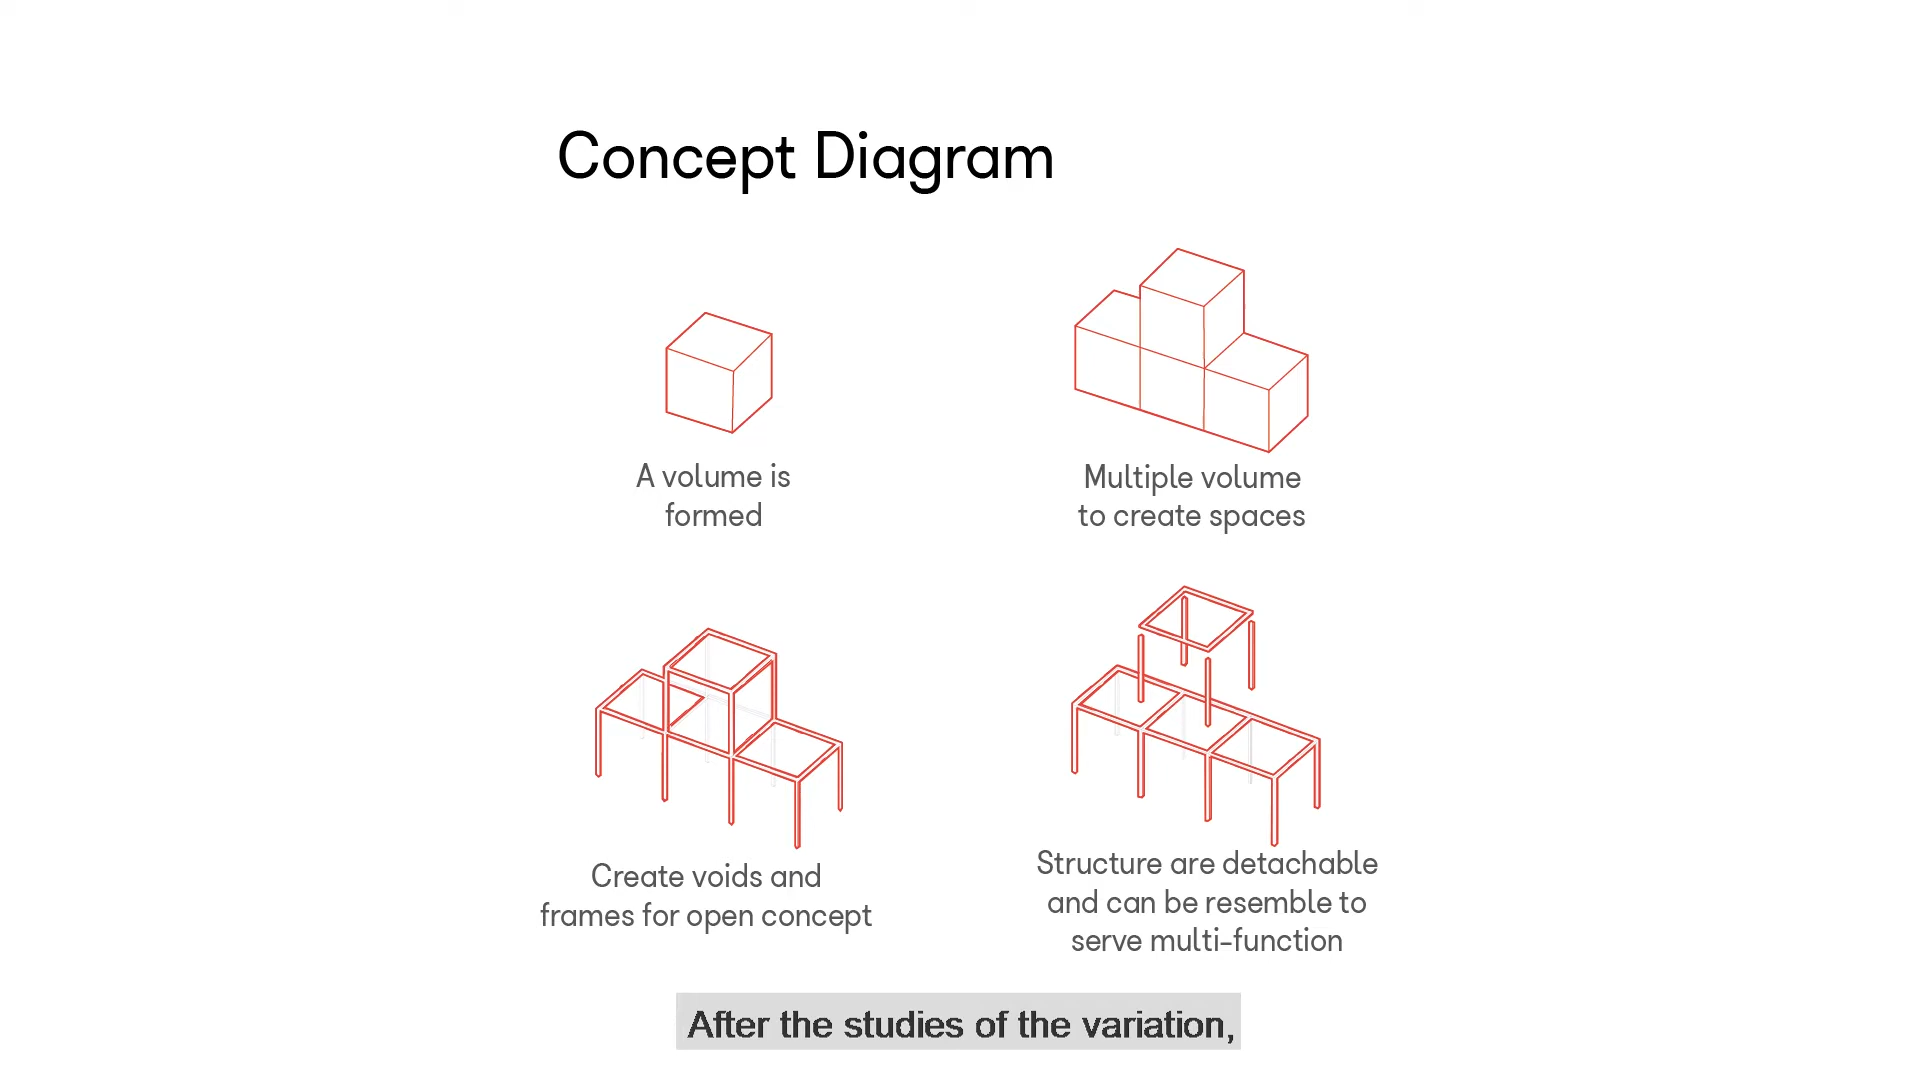 Concept Diagram
A volume is
formed
Multiple volume
to create spaces
Create voids and
frames for open concept
Structure are detachable
and can be resemble to
serve multi-function
After the studies of the variation,